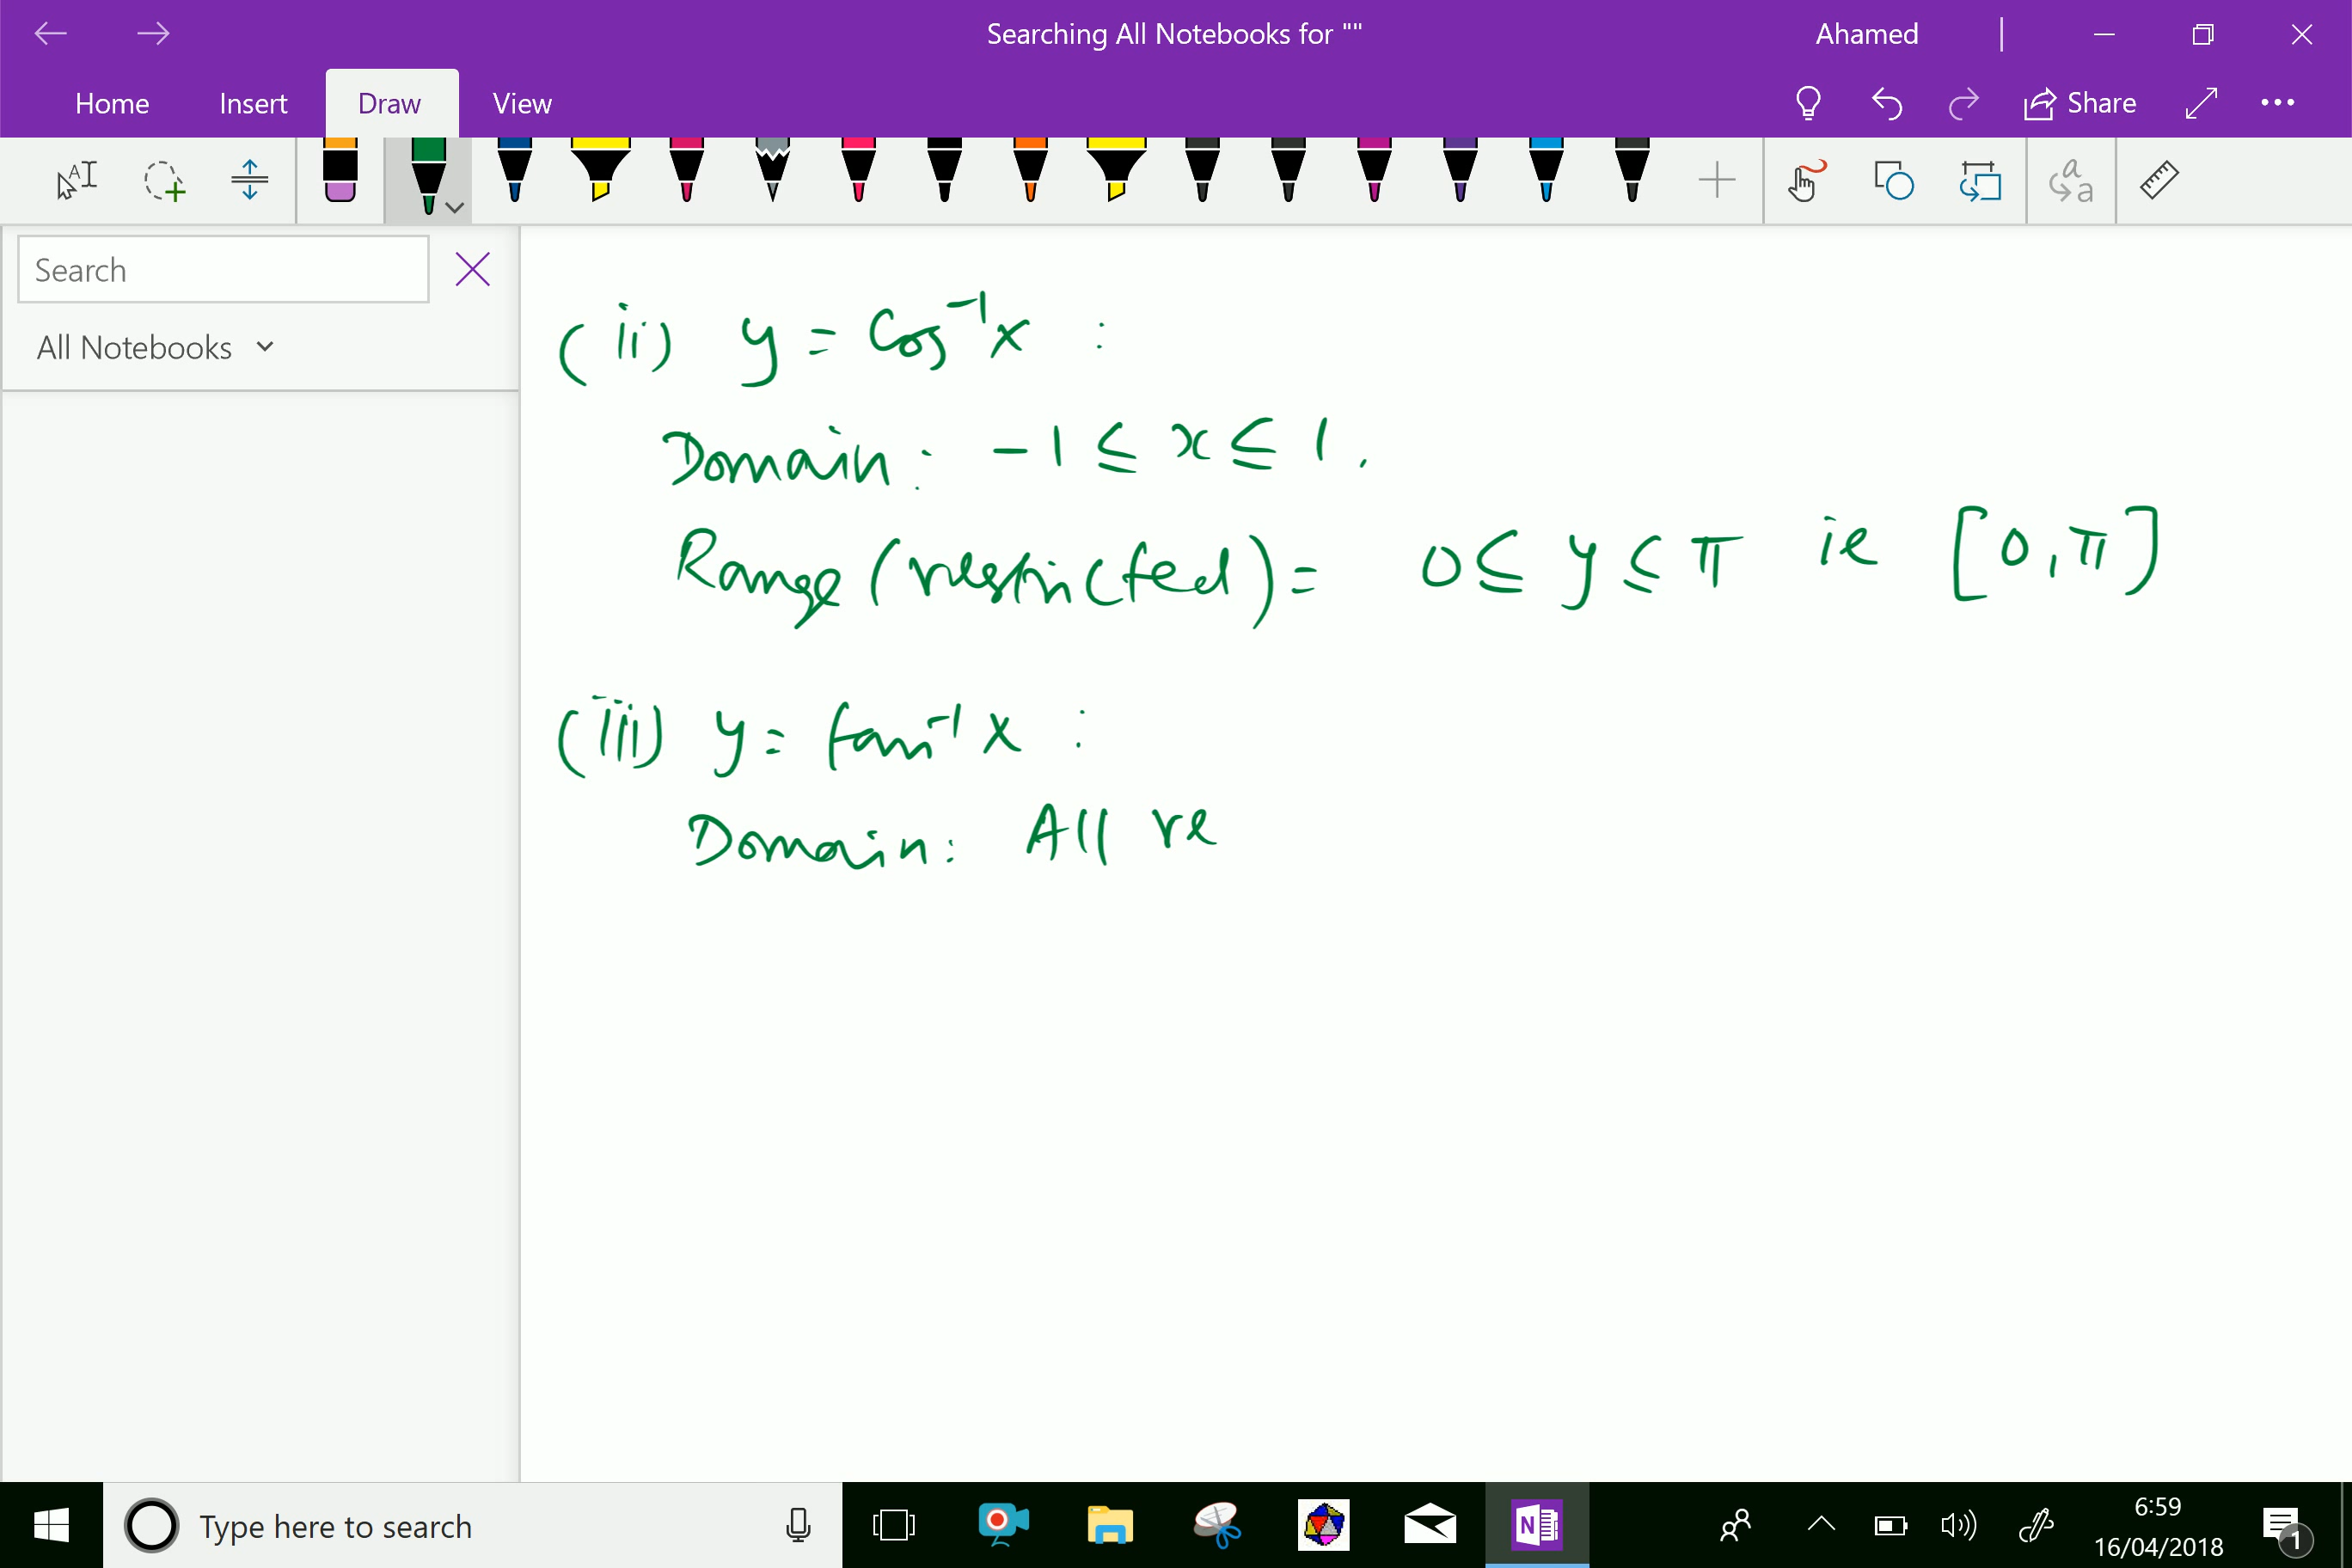 Searching All Notebooks for ""
Ahamed
Home Insert Draw View
Share
Search
All Notebooks
(ii) y = Cos⁻¹x :
Domain: -1 ≤ x ≤ 1.
Range (restricted) = 0 ≤ y ≤ π ie [0, π]
(iii) y = tan⁻¹ x :
Domain: All re
Type here to search
6:59
16/04/2018
1